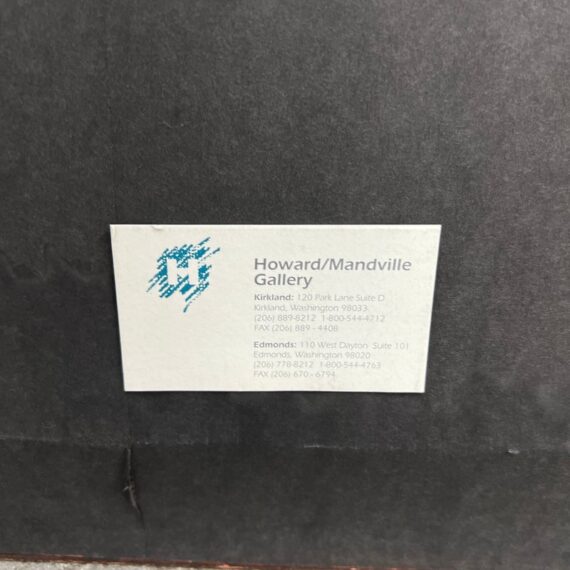 H
Howard/Mandville
Gallery
Kirkland: 120 Park Lane Suite D
Kirkland, Washington 98033
(206) 889-8212 1-800-544-4212
FAX (206) 889 - 4408
Edmonds: 110 West Dayton Suite 101
Edmonds, Washington 98020
(206) 778-8212 1-800-544-4763
FAX (206) 670 - 6794